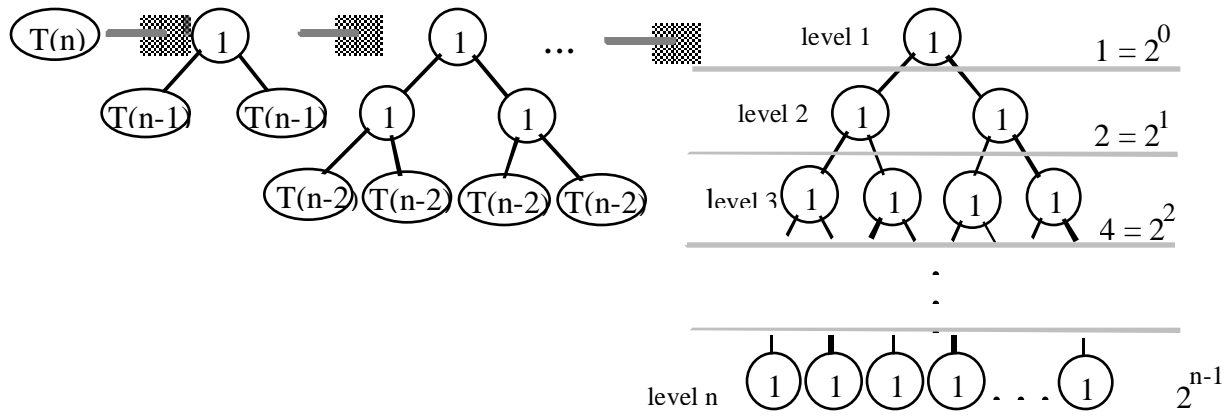 T(n)
1
...
level 1
1
1 = 2^0
T(n-1)
T(n-1)
1
1
level 2
1
1
2 = 2^1
T(n-2)
T(n-2)
T(n-2)
T(n-2)
level 3
1
1
1
1
4 = 2^2
.
.
.
level n
1
1
1
1
. . .
1
2^n-1
1